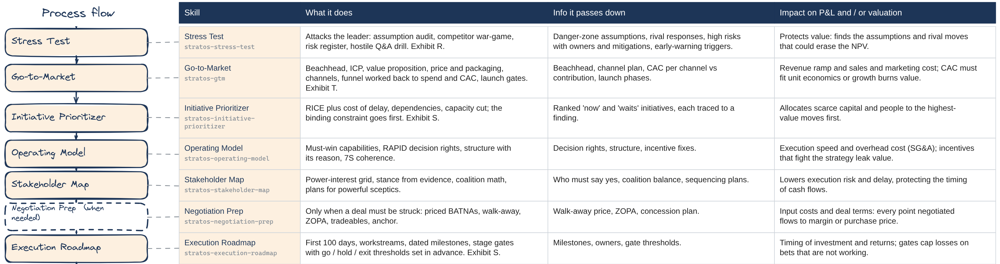 Process flow
Skill
What it does
Info it passes down
Impact on P&L and / or valuation
Stress Test
Stress Test
stratos-stress-test
Attacks the leader: assumption audit, competitor war-game,
risk register, hostile Q&A drill. Exhibit R.
Danger-zone assumptions, rival responses, high risks
with owners and mitigations, early-warning triggers.
Protects value: finds the assumptions and rival moves
that could erase the NPV.
Go-to-Market
Go-to-Market
stratos-gtm
Beachhead, ICP, value proposition, price and packaging,
channels, funnel worked back to spend and CAC, launch gates.
Exhibit T.
Beachhead, channel plan, CAC per channel vs
contribution, launch phases.
Revenue ramp and sales and marketing cost; CAC must
fit unit economics or growth burns value.
Initiative Prioritizer
Initiative Prioritizer
stratos-initiative-
prioritizer
RICE plus cost of delay, dependencies, capacity cut; the
binding constraint goes first. Exhibit S.
Ranked 'now' and 'waits' initiatives, each traced to a
finding.
Allocates scarce capital and people to the highest-
value moves first.
Operating Model
Operating Model
stratos-operating-model
Must-win capabilities, RAPID decision rights, structure with
its reason, 7S coherence.
Decision rights, structure, incentive fixes.
Execution speed and overhead cost (SG&A); incentives
that fight the strategy leak value.
Stakeholder Map
Stakeholder Map
stratos-stakeholder-map
Power-interest grid, stance from evidence, coalition math,
plans for powerful sceptics.
Who must say yes, coalition balance, sequencing plans.
Lowers execution risk and delay, protecting the timing
of cash flows.
Negotiation Prep (when
needed)
Negotiation Prep
stratos-negotiation-prep
Only when a deal must be struck: priced BATNAs, walk-away,
ZOPA, tradeables, anchor.
Walk-away price, ZOPA, concession plan.
Input costs and deal terms: every point negotiated
flows to margin or purchase price.
Execution Roadmap
Execution Roadmap
stratos-execution-roadmap
First 100 days, workstreams, dated milestones, stage gates
with go / hold / exit thresholds set in advance. Exhibit S.
Milestones, owners, gate thresholds.
Timing of investment and returns; gates cap losses on
bets that are not working.